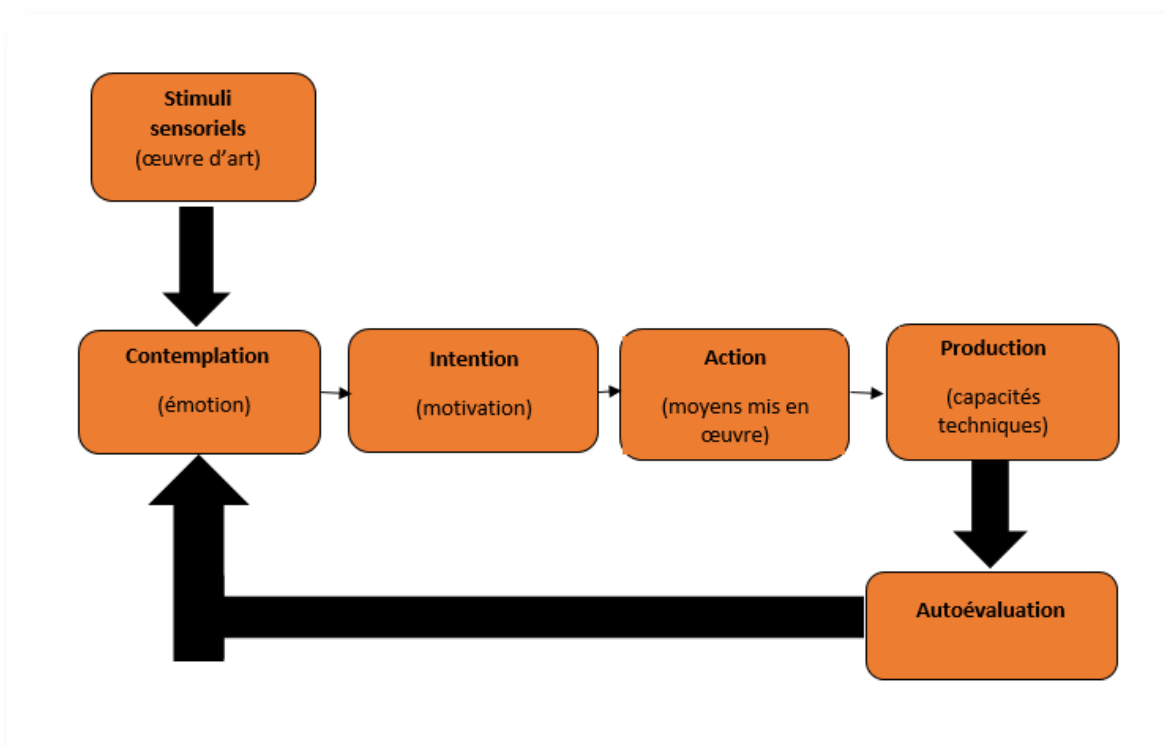 Stimuli
sensoriels
(œuvre d’art)
Contemplation
(émotion)
Intention
(motivation)
Action
(moyens mis en
œuvre)
Production
(capacités
techniques)
Autoévaluation